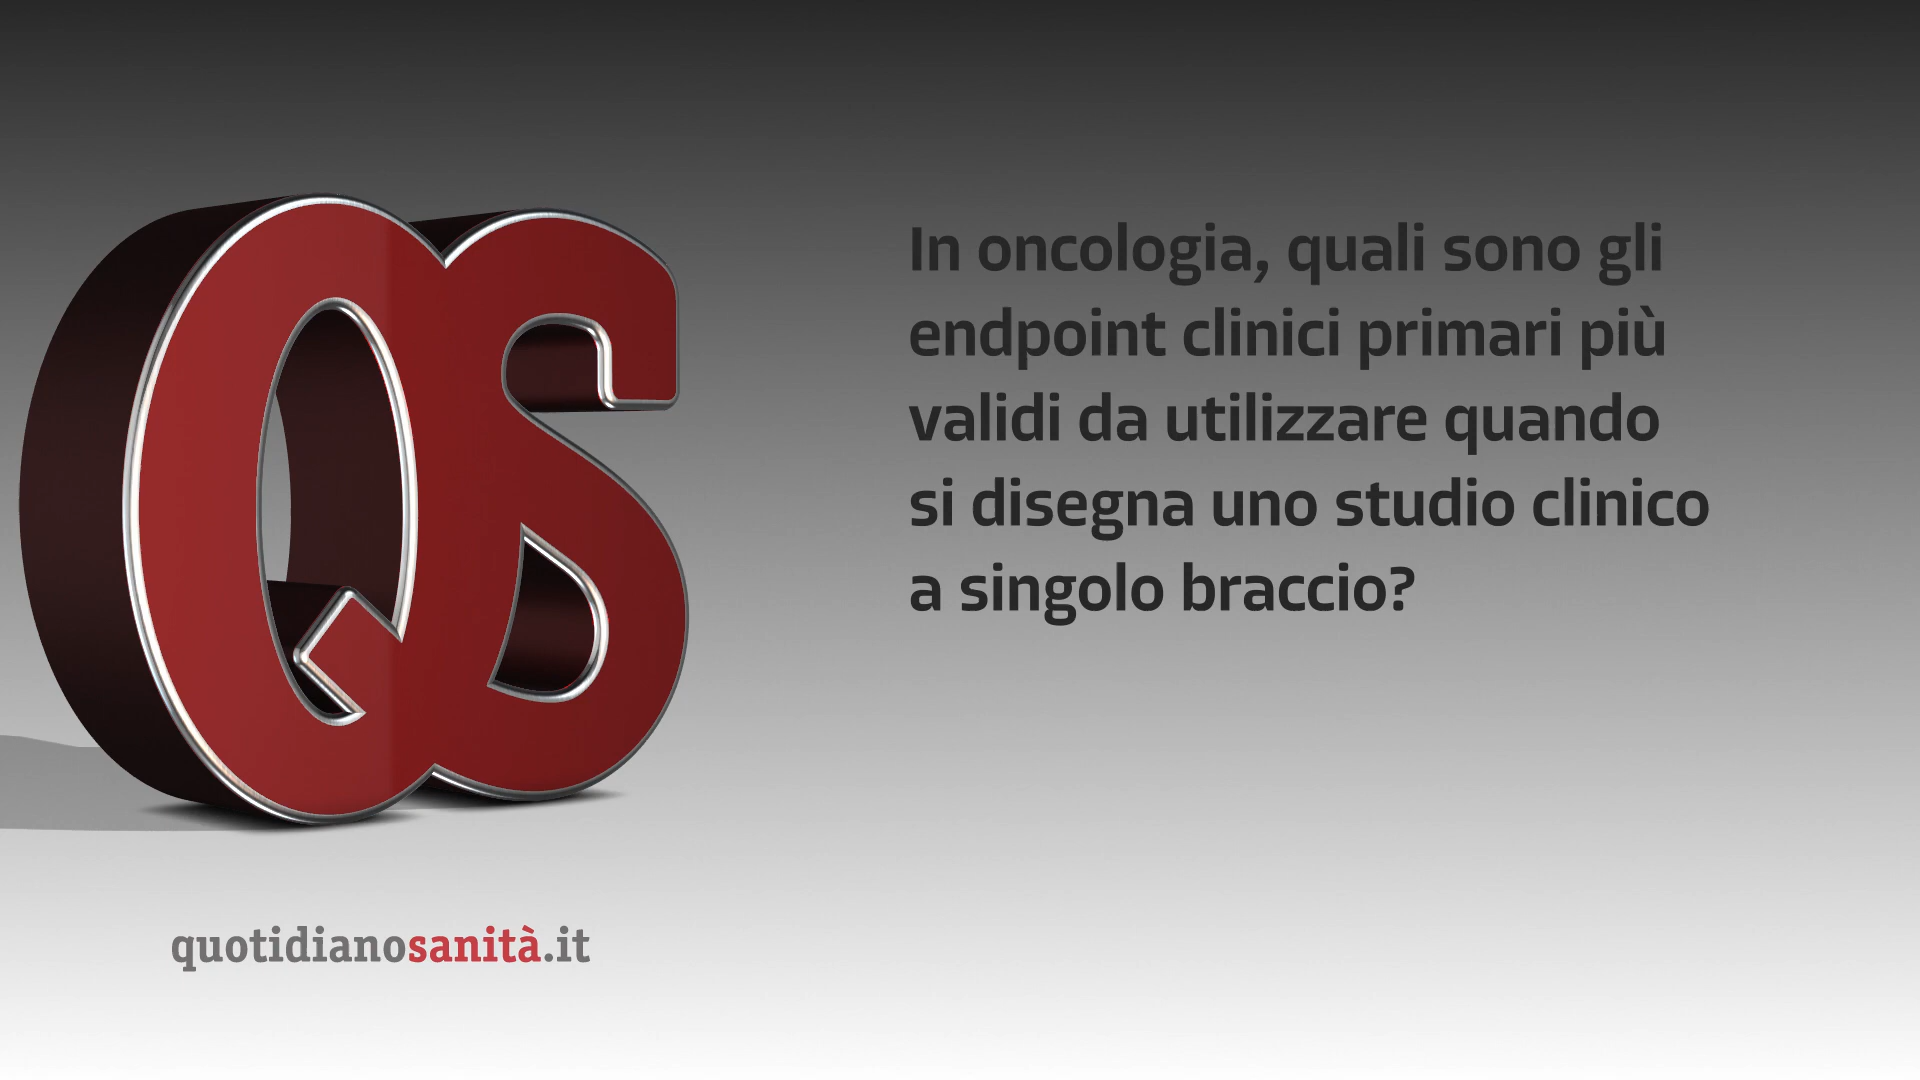 QS
In oncologia, quali sono gli
endpoint clinici primari più
validi da utilizzare quando
si disegna uno studio clinico
a singolo braccio?
quotidianosanità.it